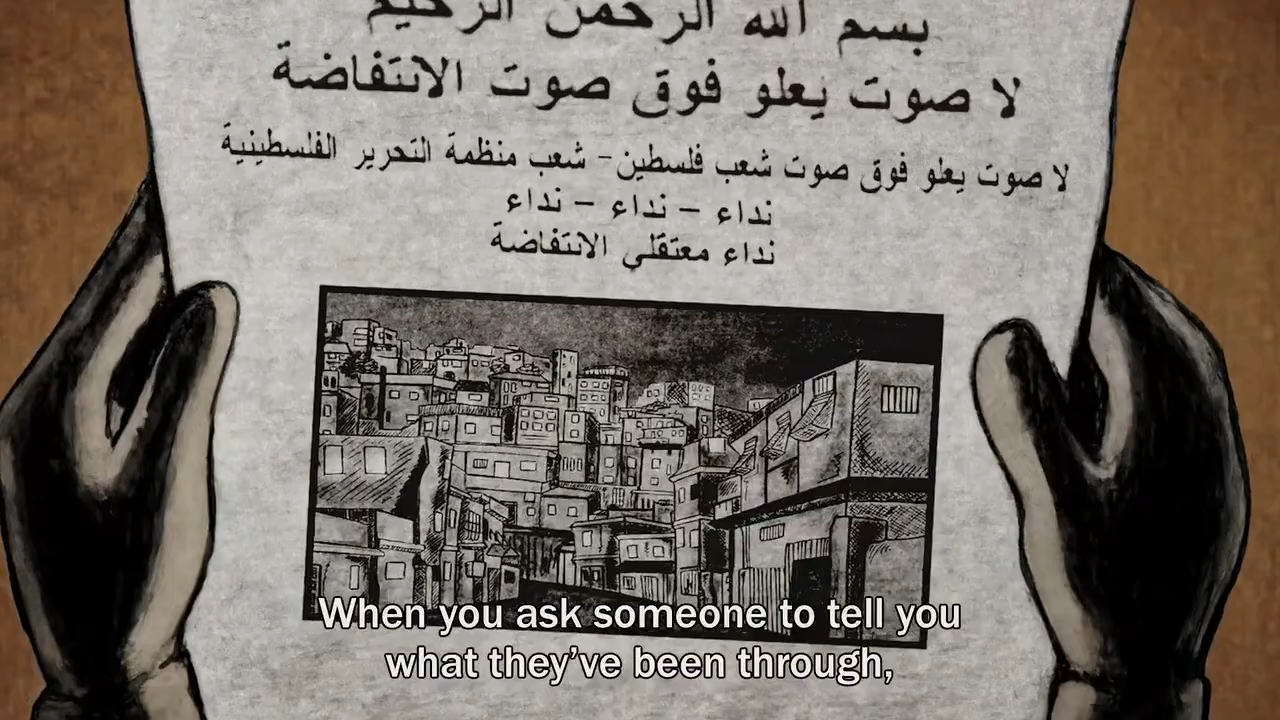 بسم الله الرحمن الرحيم
لا صوت يعلو فوق صوت الانتفاضة
لا صوت يعلو فوق صوت شعب فلسطين - شعب منظمة التحرير الفلسطينية
نداء – نداء – نداء
نداء معتقلي الانتفاضة
When you ask someone to tell you
what they've been through,